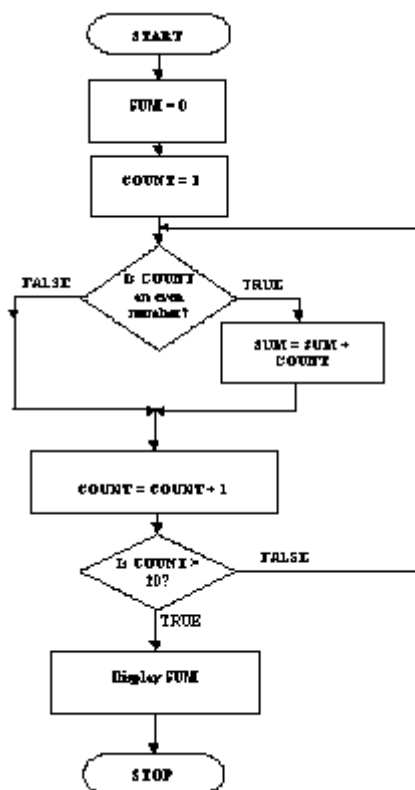 START
SUM = 0
COUNT = 1
Is COUNT
an even
number?
FALSE
TRUE
SUM = SUM +
COUNT
COUNT = COUNT + 1
Is COUNT >
FALSE
TRUE
Display SUM
STOP